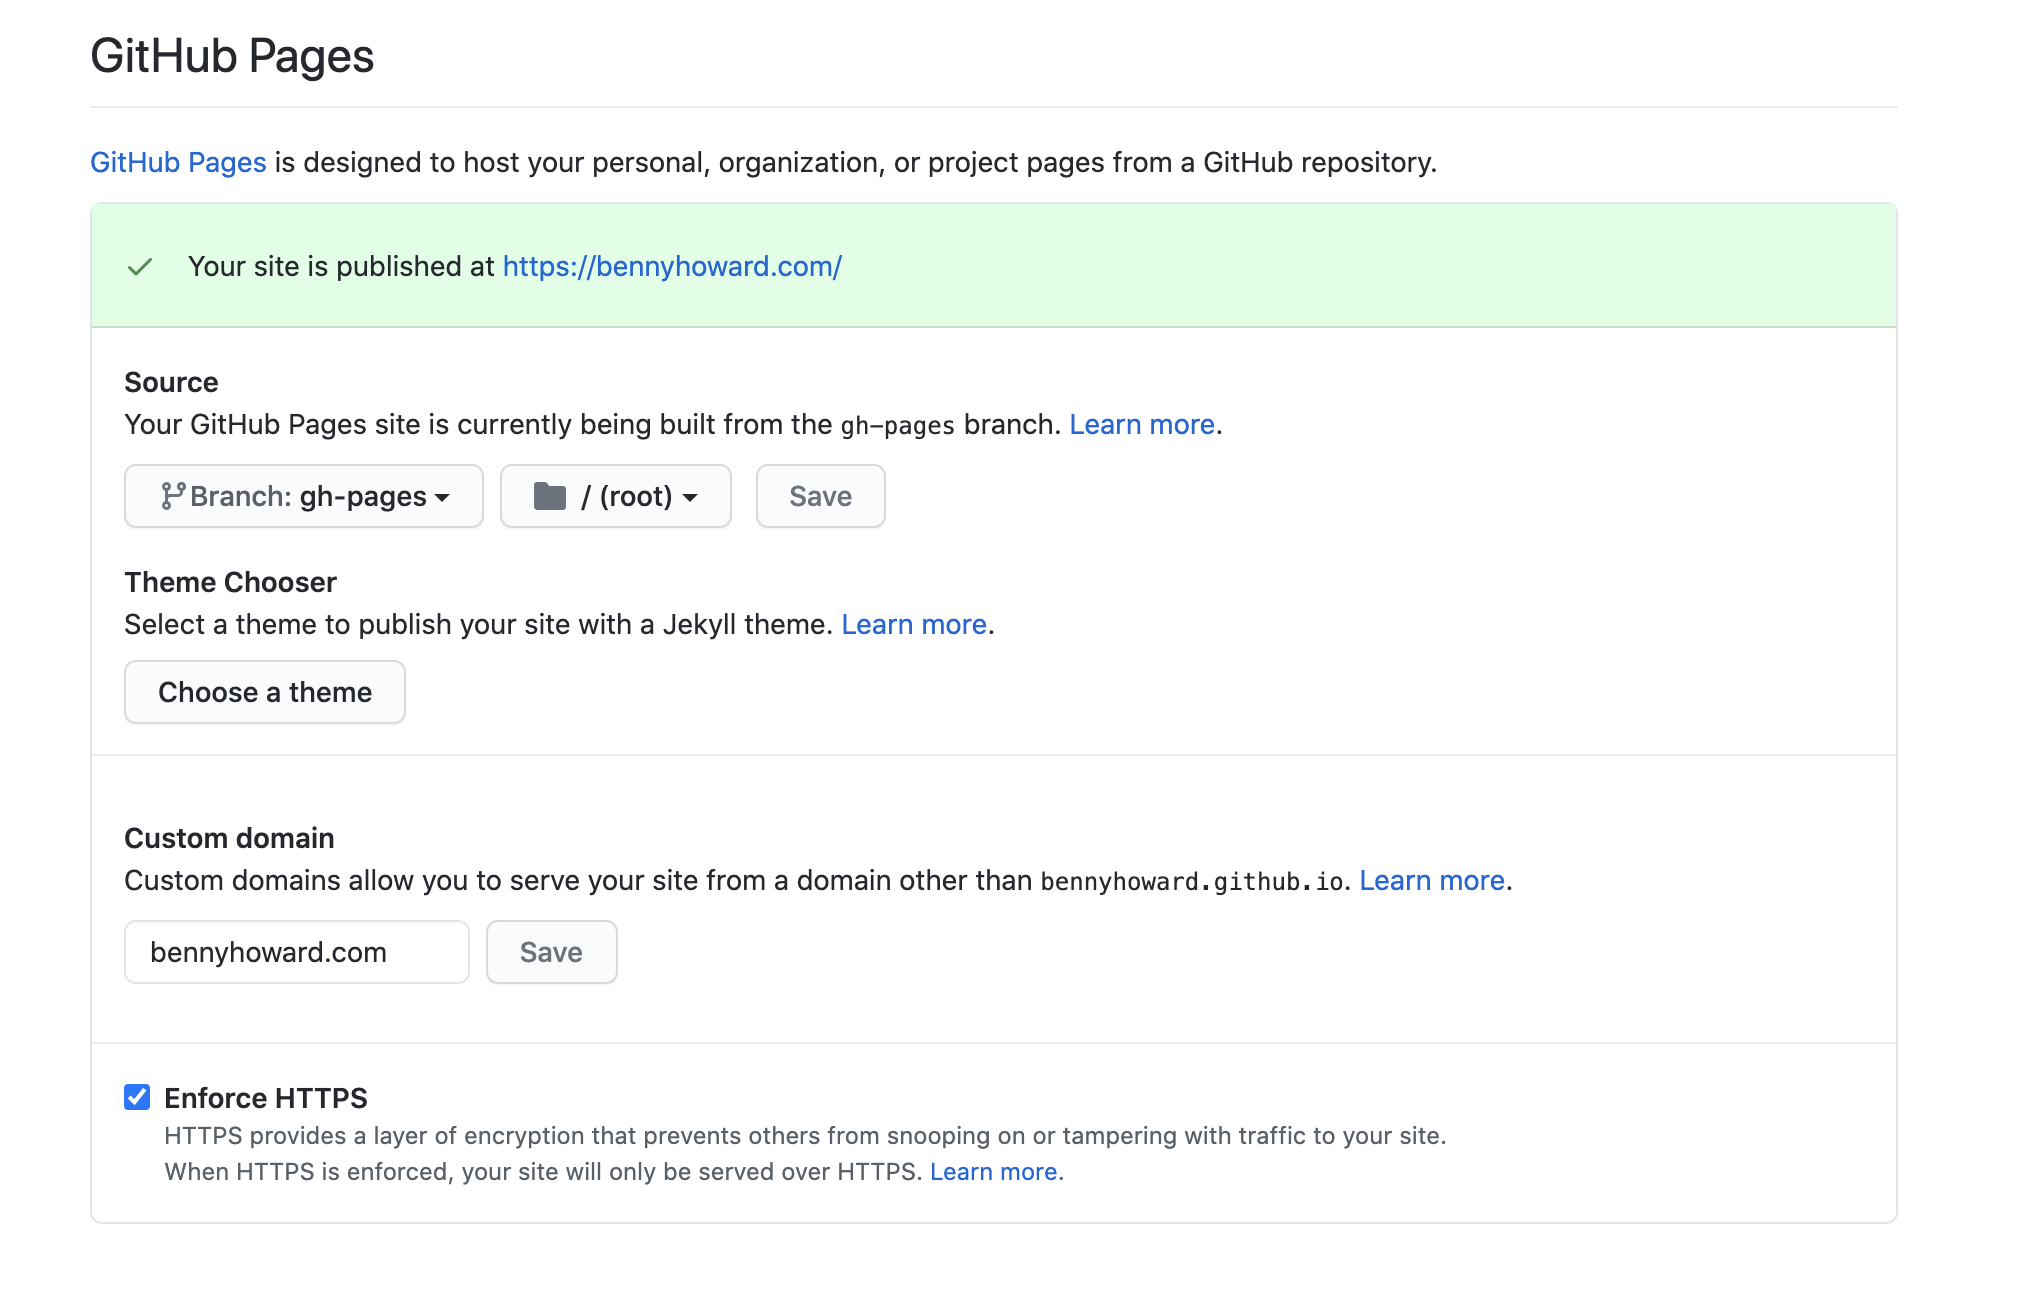 GitHub Pages
GitHub Pages is designed to host your personal, organization, or project pages from a GitHub repository.
Your site is published at https://bennyhoward.com/
Source
Your GitHub Pages site is currently being built from the gh-pages branch. Learn more.
Branch: gh-pages / (root) Save
Theme Chooser
Select a theme to publish your site with a Jekyll theme. Learn more.
Choose a theme
Custom domain
Custom domains allow you to serve your site from a domain other than bennyhoward.github.io. Learn more.
bennyhoward.com Save
Enforce HTTPS
HTTPS provides a layer of encryption that prevents others from snooping on or tampering with traffic to your site.
When HTTPS is enforced, your site will only be served over HTTPS. Learn more.